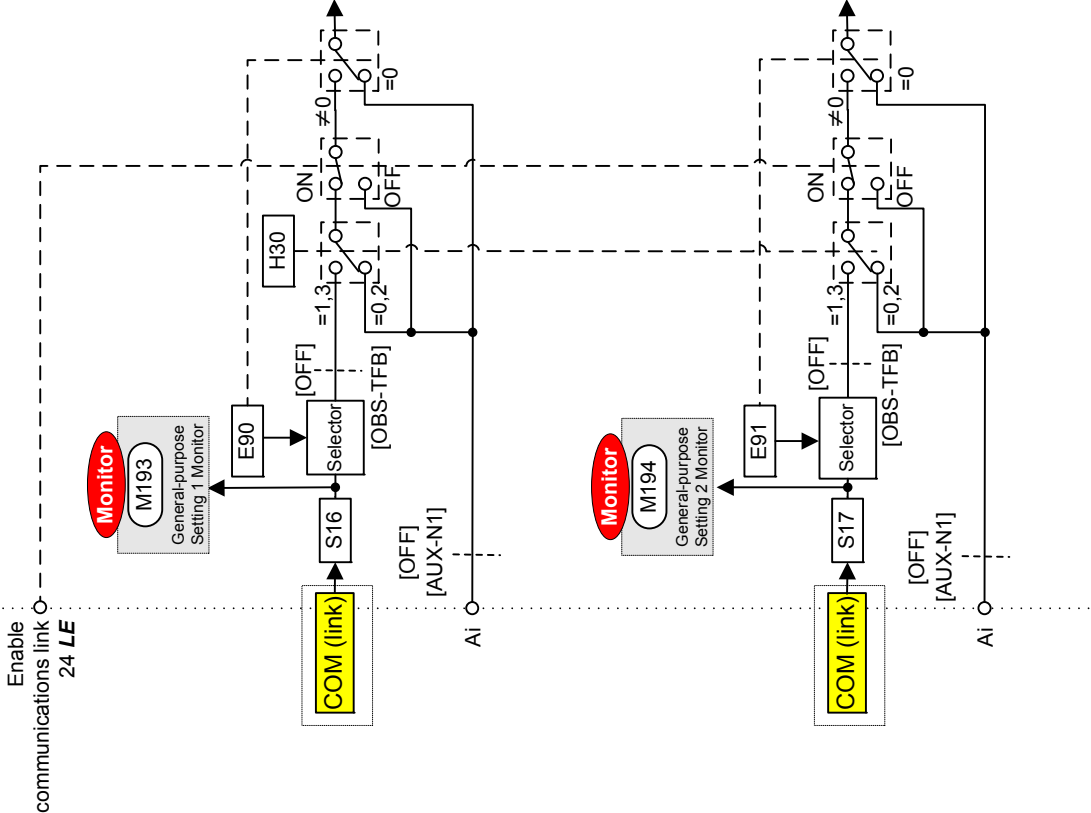 Enable
communications link
24 LE
Monitor
M193
General-purpose
Setting 1 Monitor
E90
H30
COM (link)
S16
Selector
[OFF]
[OBS-TFB]
=1,3
=0,2
ON
OFF
≠0
=0
[OFF]
[AUX-N1]
Ai
Monitor
M194
General-purpose
Setting 2 Monitor
E91
COM (link)
S17
Selector
[OFF]
[OBS-TFB]
=1,3
=0,2
ON
OFF
≠0
=0
[OFF]
[AUX-N1]
Ai